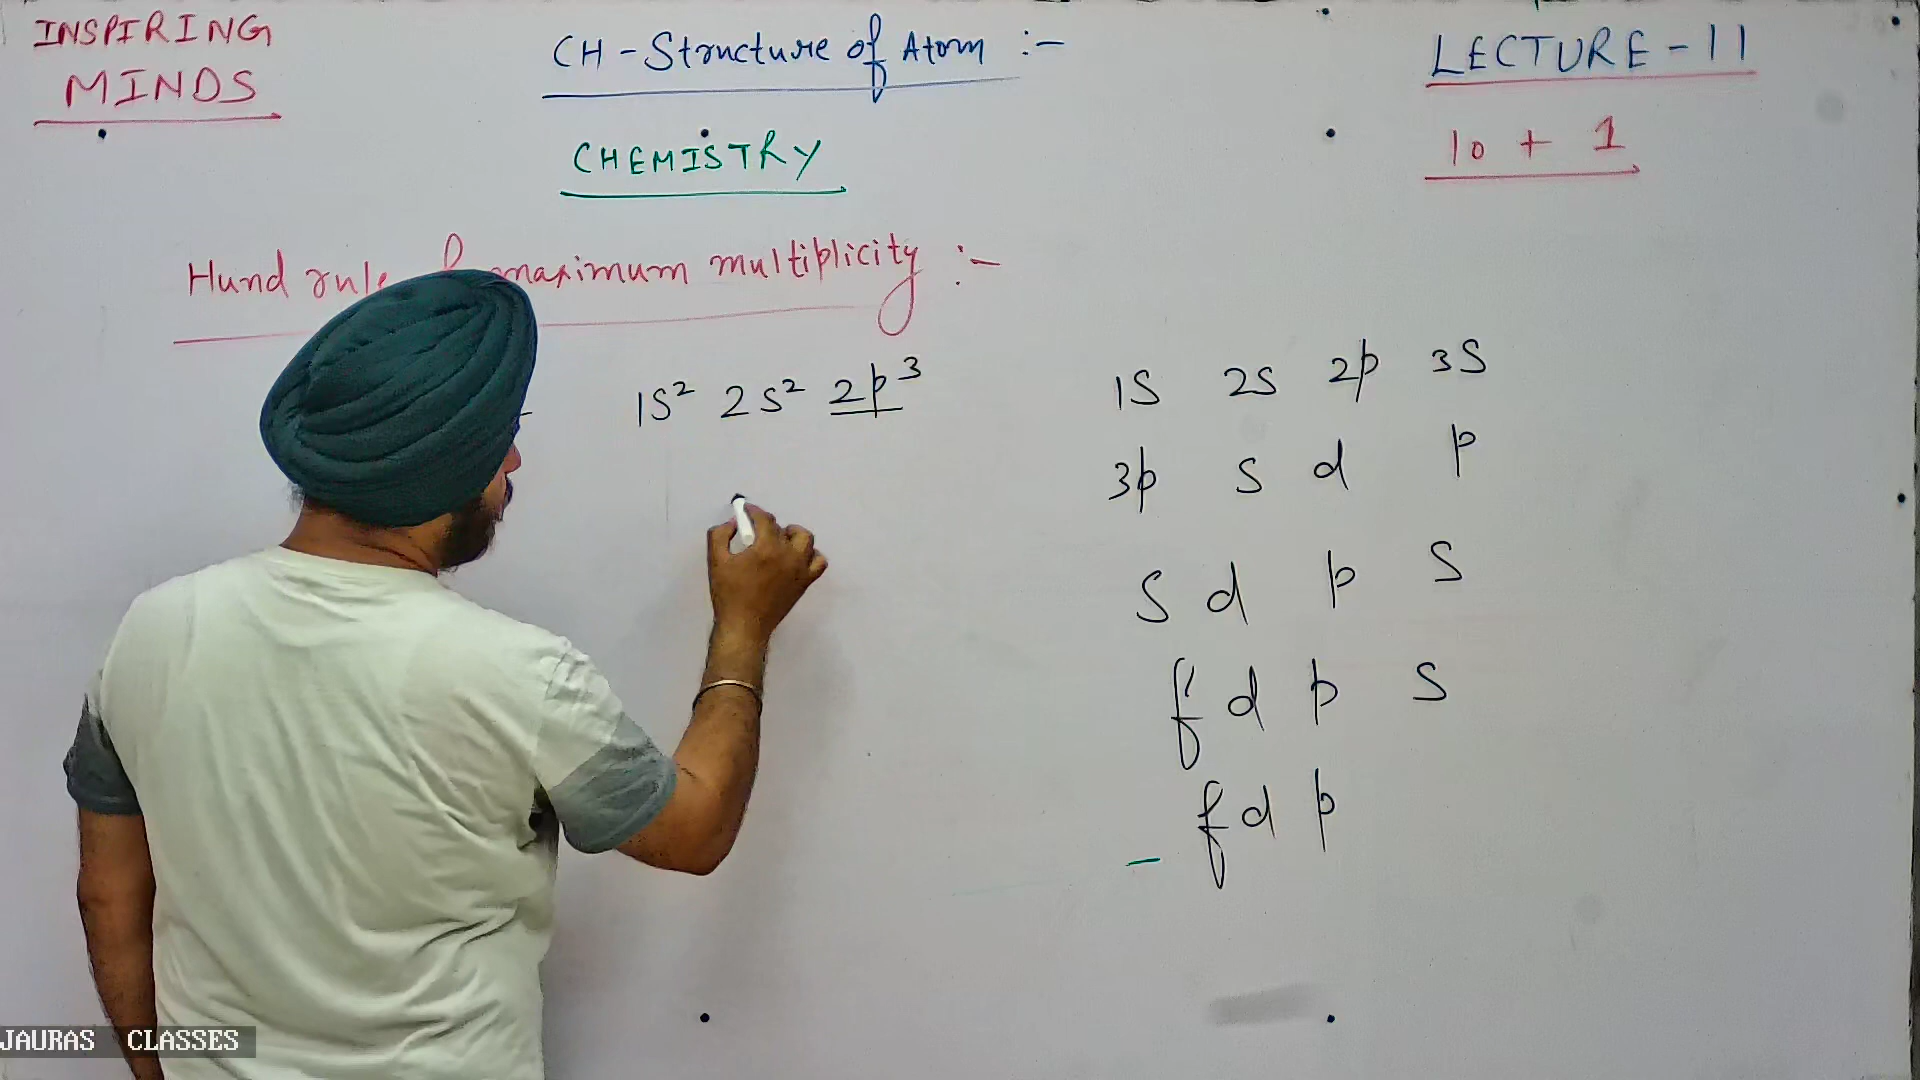 INSPIRING
MINDS
CH - Structure of Atom :-
CHEMISTRY
LECTURE - 11
10 + 1
Hund rule maximum multiplicity :-
1S² 2S² 2p³
1S 2S 2p 3S
3p S d p
S d p S
f d p S
f d p
JAURAS CLASSES